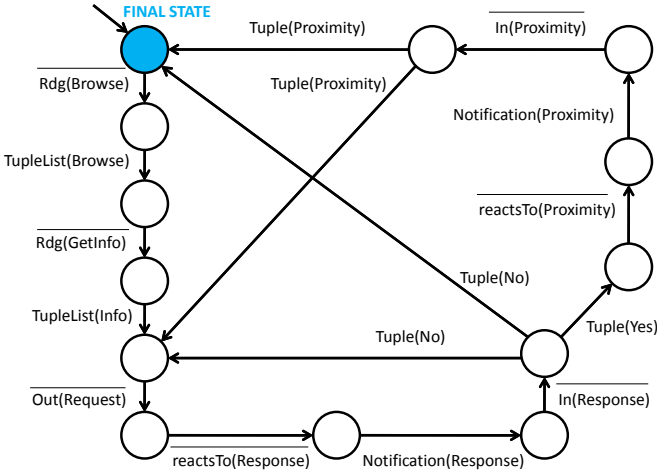 FINAL STATE
Tuple(Proximity)
In(Proximity)
Rdg(Browse)
Tuple(Proximity)
Notification(Proximity)
TupleList(Browse)
reactsTo(Proximity)
Rdg(GetInfo)
Tuple(No)
TupleList(Info)
Tuple(No)
Tuple(Yes)
Out(Request)
In(Response)
reactsTo(Response)
Notification(Response)